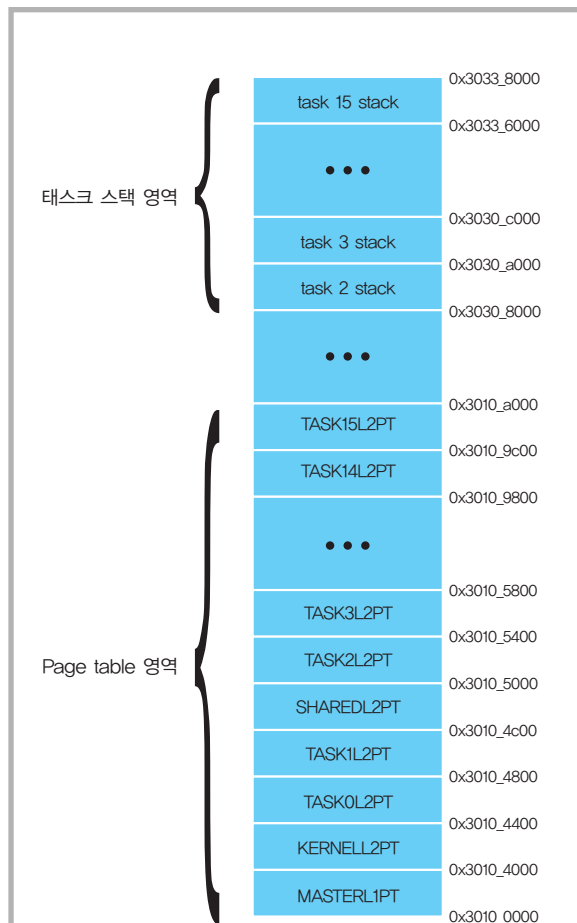 0x3033_8000
task 15 stack
0x3033_6000
태스크 스택 영역
0x3030_c000
task 3 stack
0x3030_a000
task 2 stack
0x3030_8000
0x3010_a000
TASK15L2PT
0x3010_9c00
TASK14L2PT
0x3010_9800
0x3010_5800
TASK3L2PT
0x3010_5400
Page table 영역
TASK2L2PT
0x3010_5000
SHAREDL2PT
0x3010_4c00
TASK1L2PT
0x3010_4800
TASK0L2PT
0x3010_4400
KERNELL2PT
0x3010_4000
MASTERL1PT
0x3010_0000